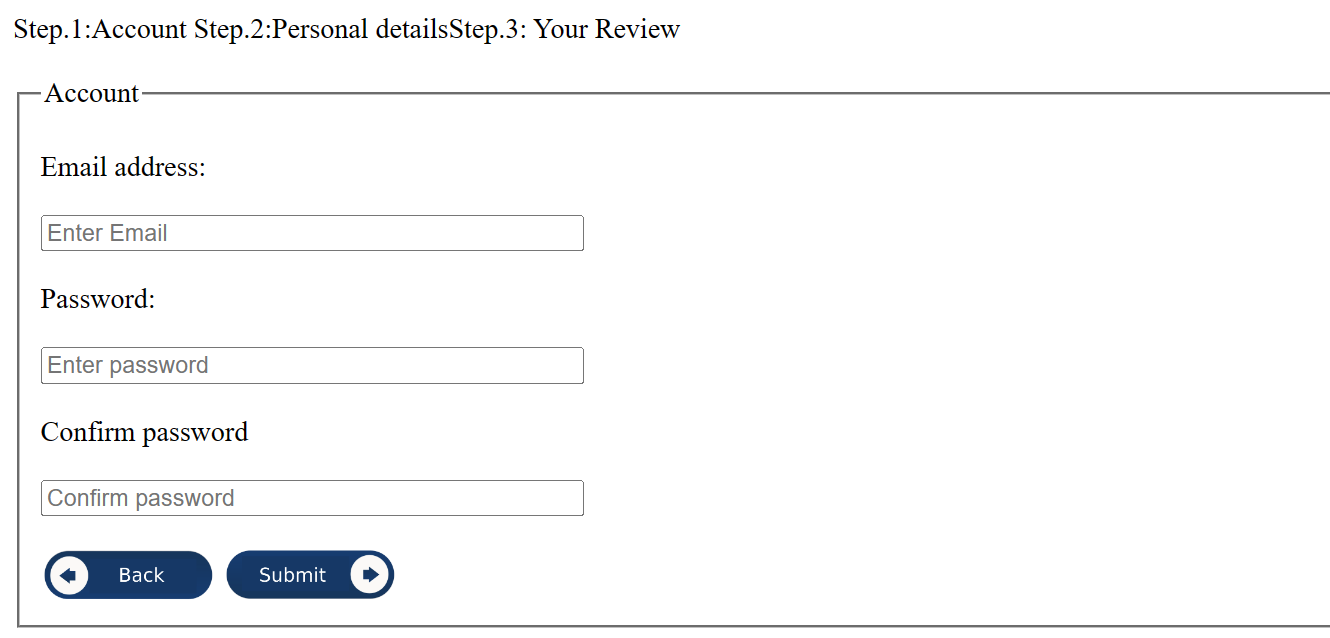 Step.1:Account Step.2:Personal detailsStep.3: Your Review
Account
Email address:
Enter Email
Password:
Enter password
Confirm password
Confirm password
Back Submit